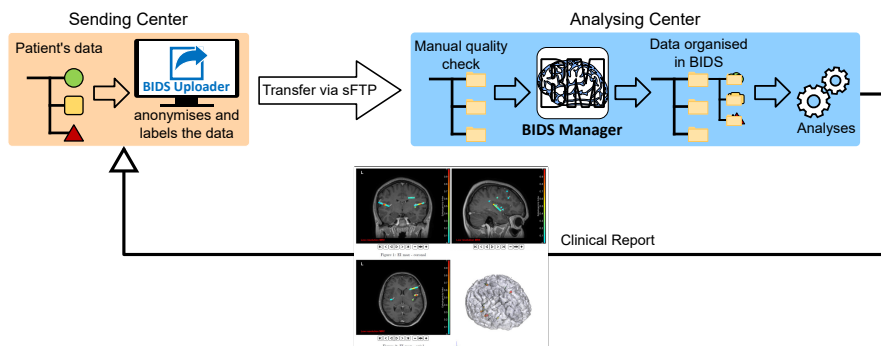 Sending Center
Analysing Center
Patient's data
BIDS Uploader
anonymises and
labels the data
Transfer via sFTP
Manual quality
check
BIDS Manager
Data organised
in BIDS
Analyses
L
L
Clinical Report